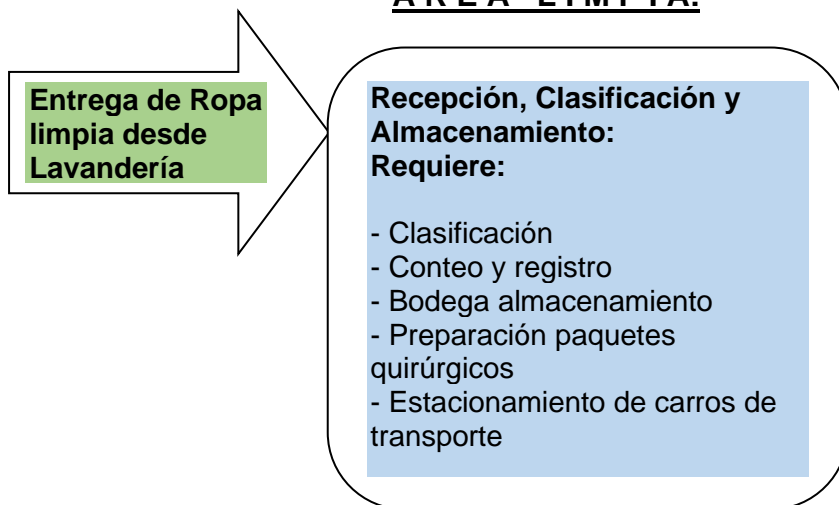 A R E A L I M P I A:
Entrega de Ropa
limpia desde
Lavandería
Recepción, Clasificación y
Almacenamiento:
Requiere:
- Clasificación
- Conteo y registro
- Bodega almacenamiento
- Preparación paquetes
quirúrgicos
- Estacionamiento de carros de
transporte